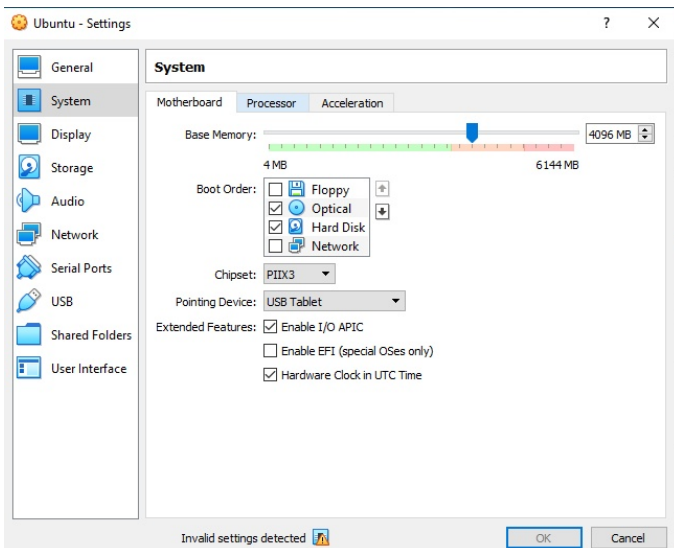 Ubuntu - Settings ? ×
General
System
Display
Storage
Audio
Network
Serial Ports
USB
Shared Folders
User Interface
System
Motherboard Processor Acceleration
Base Memory: 4096 MB
4 MB 6144 MB
Boot Order: Floppy
Optical
Hard Disk
Network
Chipset: PIIX3
Pointing Device: USB Tablet
Extended Features: Enable I/O APIC
Enable EFI (special OSes only)
Hardware Clock in UTC Time
Invalid settings detected OK Cancel